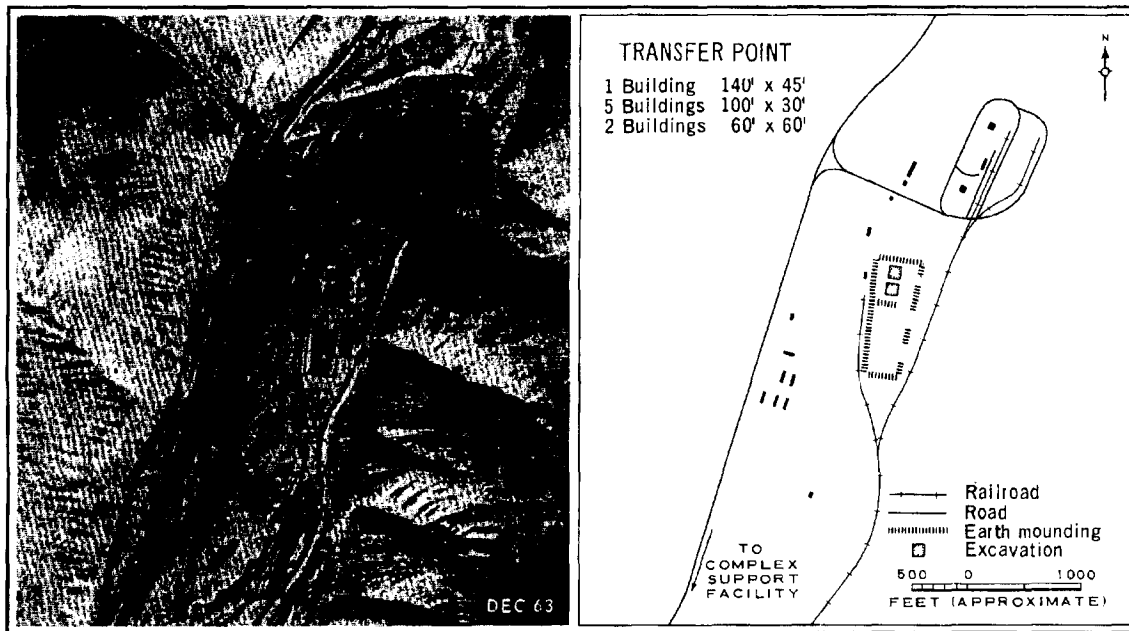 DEC 63
TRANSFER POINT
1 Building 140' x 45'
5 Buildings 100' x 30'
2 Buildings 60' x 60'
N
TO
COMPLEX
SUPPORT
FACILITY
Railroad
Road
Earth mounding
Excavation
500 0 1000
FEET (APPROXIMATE)